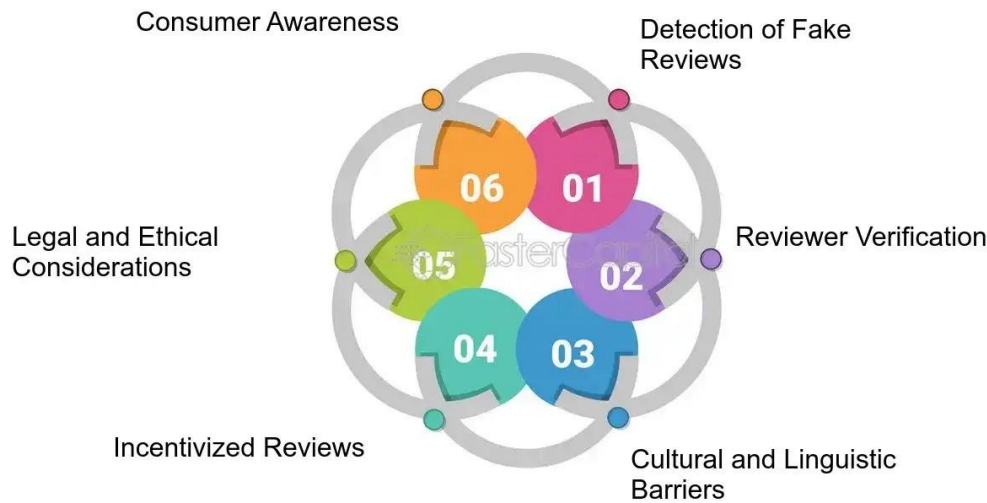 Consumer Awareness
Detection of Fake
Reviews
06
01
Legal and Ethical
Considerations
05
FasterCapital
02
Reviewer Verification
04
03
Incentivized Reviews
Cultural and Linguistic
Barriers